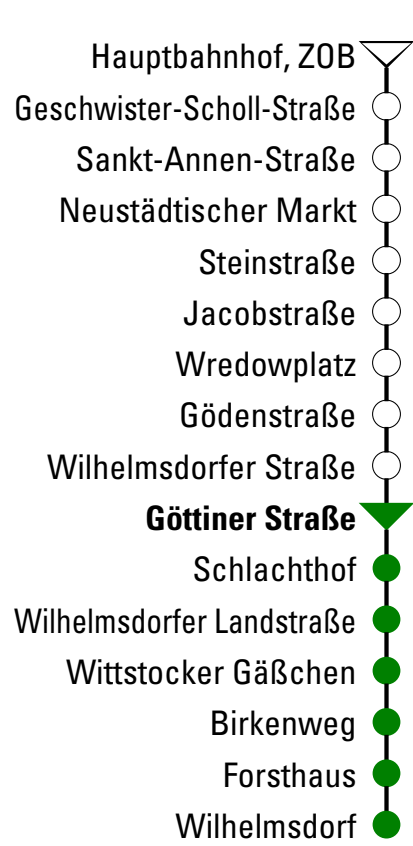 Hauptbahnhof, ZOB
Geschwister-Scholl-Straße
Sankt-Annen-Straße
Neustädtischer Markt
Steinstraße
Jacobstraße
Wredowplatz
Gödenstraße
Wilhelmsdorfer Straße
Göttiner Straße
Schlachthof
Wilhelmsdorfer Landstraße
Wittstocker Gäßchen
Birkenweg
Forsthaus
Wilhelmsdorf